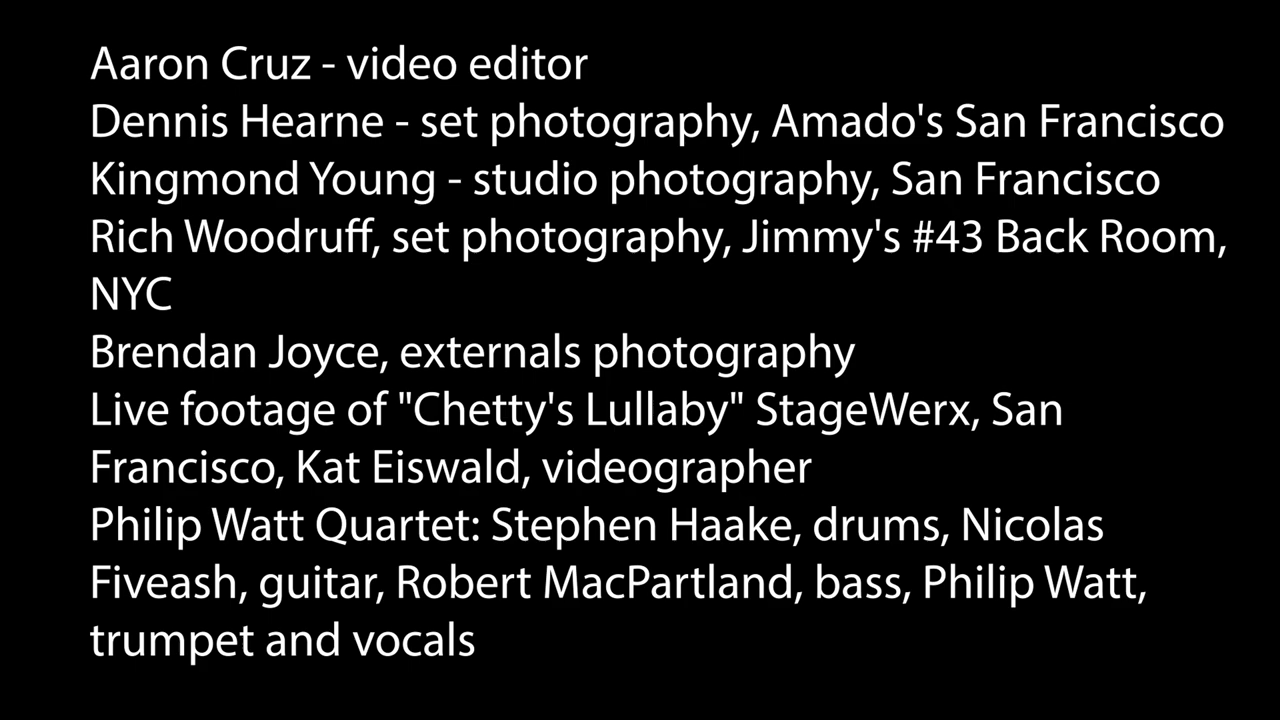 Aaron Cruz - video editor
Dennis Hearne - set photography, Amado's San Francisco
Kingmond Young - studio photography, San Francisco
Rich Woodruff, set photography, Jimmy's #43 Back Room,
NYC
Brendan Joyce, externals photography
Live footage of "Chetty's Lullaby" StageWerx, San
Francisco, Kat Eiswald, videographer
Philip Watt Quartet: Stephen Haake, drums, Nicolas
Fiveash, guitar, Robert MacPartland, bass, Philip Watt,
trumpet and vocals